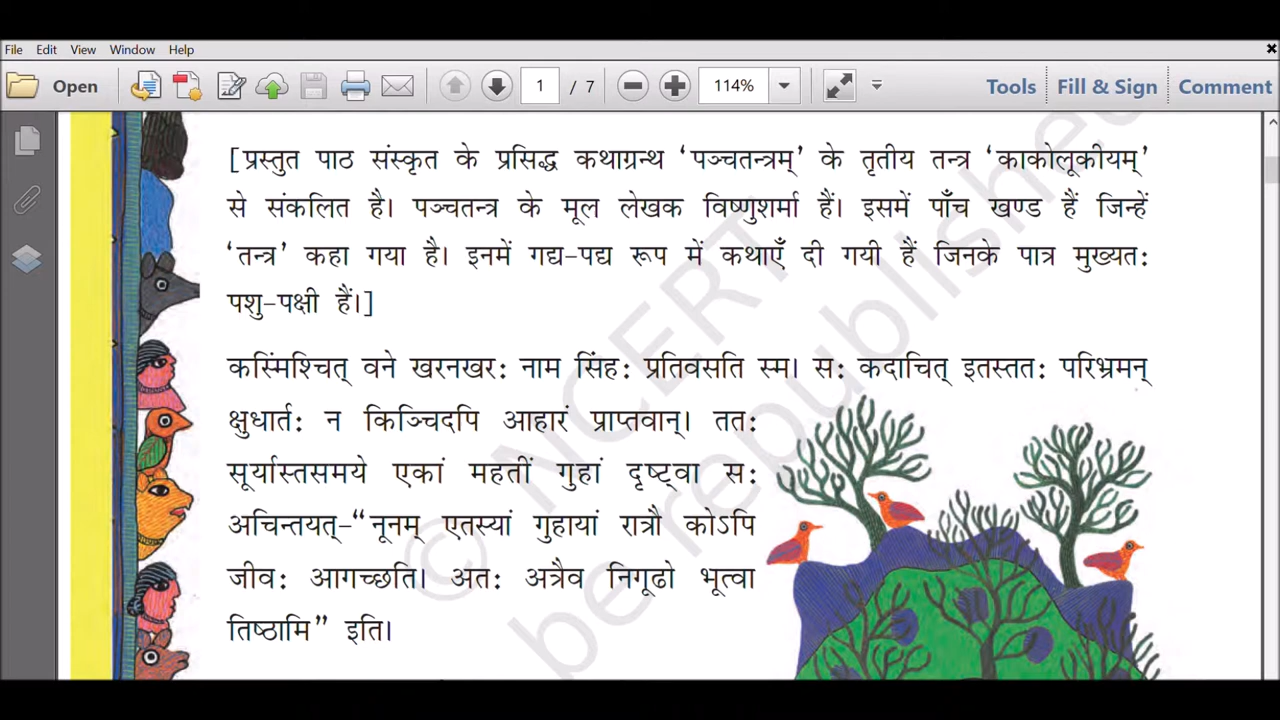 File Edit View Window Help
Open 1 / 7 114% Tools Fill & Sign Comment
[प्रस्तुत पाठ संस्कृत के प्रसिद्ध कथाग्रन्थ ‘पञ्चतन्त्रम्’ के तृतीय तन्त्र ‘काकोलूकीयम्’
से संकलित है। पञ्चतन्त्र के मूल लेखक विष्णुशर्मा हैं। इसमें पाँच खण्ड हैं जिन्हें
‘तन्त्र’ कहा गया है। इनमें गद्य-पद्य रूप में कथाएँ दी गयी हैं जिनके पात्र मुख्यतः
पशु-पक्षी हैं।]
कस्मिंश्चित् वने खरनखरः नाम सिंहः प्रतिवसति स्म। सः कदाचित् इतस्ततः परिभ्रमन्
क्षुधार्तः न किञ्चिदपि आहारं प्राप्तवान्। ततः
सूर्यास्तसमये एकां महतीं गुहां दृष्ट्वा सः
अचिन्तयत्-“नूनम् एतस्यां गुहायां रात्रौ कोऽपि
जीवः आगच्छति। अतः अत्रैव निगूढो भूत्वा
तिष्ठामि” इति।
© NCERT
be republished